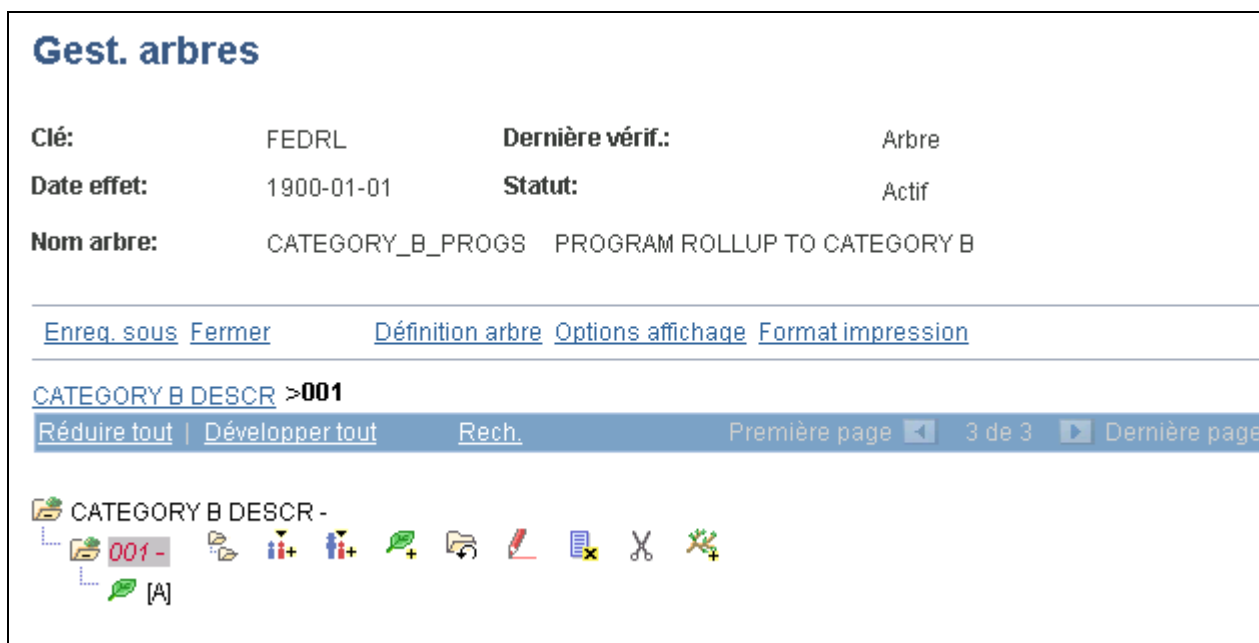 Gest. arbres
Clé: FEDRL Dernière vérif.: Arbre
Date effet: 1900-01-01 Statut: Actif
Nom arbre: CATEGORY_B_PROGS PROGRAM ROLLUP TO CATEGORY B
Enreq. sous Fermer Définition arbre Options affichage Format impression
CATEGORY B DESCR >001
Réduire tout | Développer tout Rech. Première page 3 de 3 Dernière page
CATEGORY B DESCR -
001 -
[A]